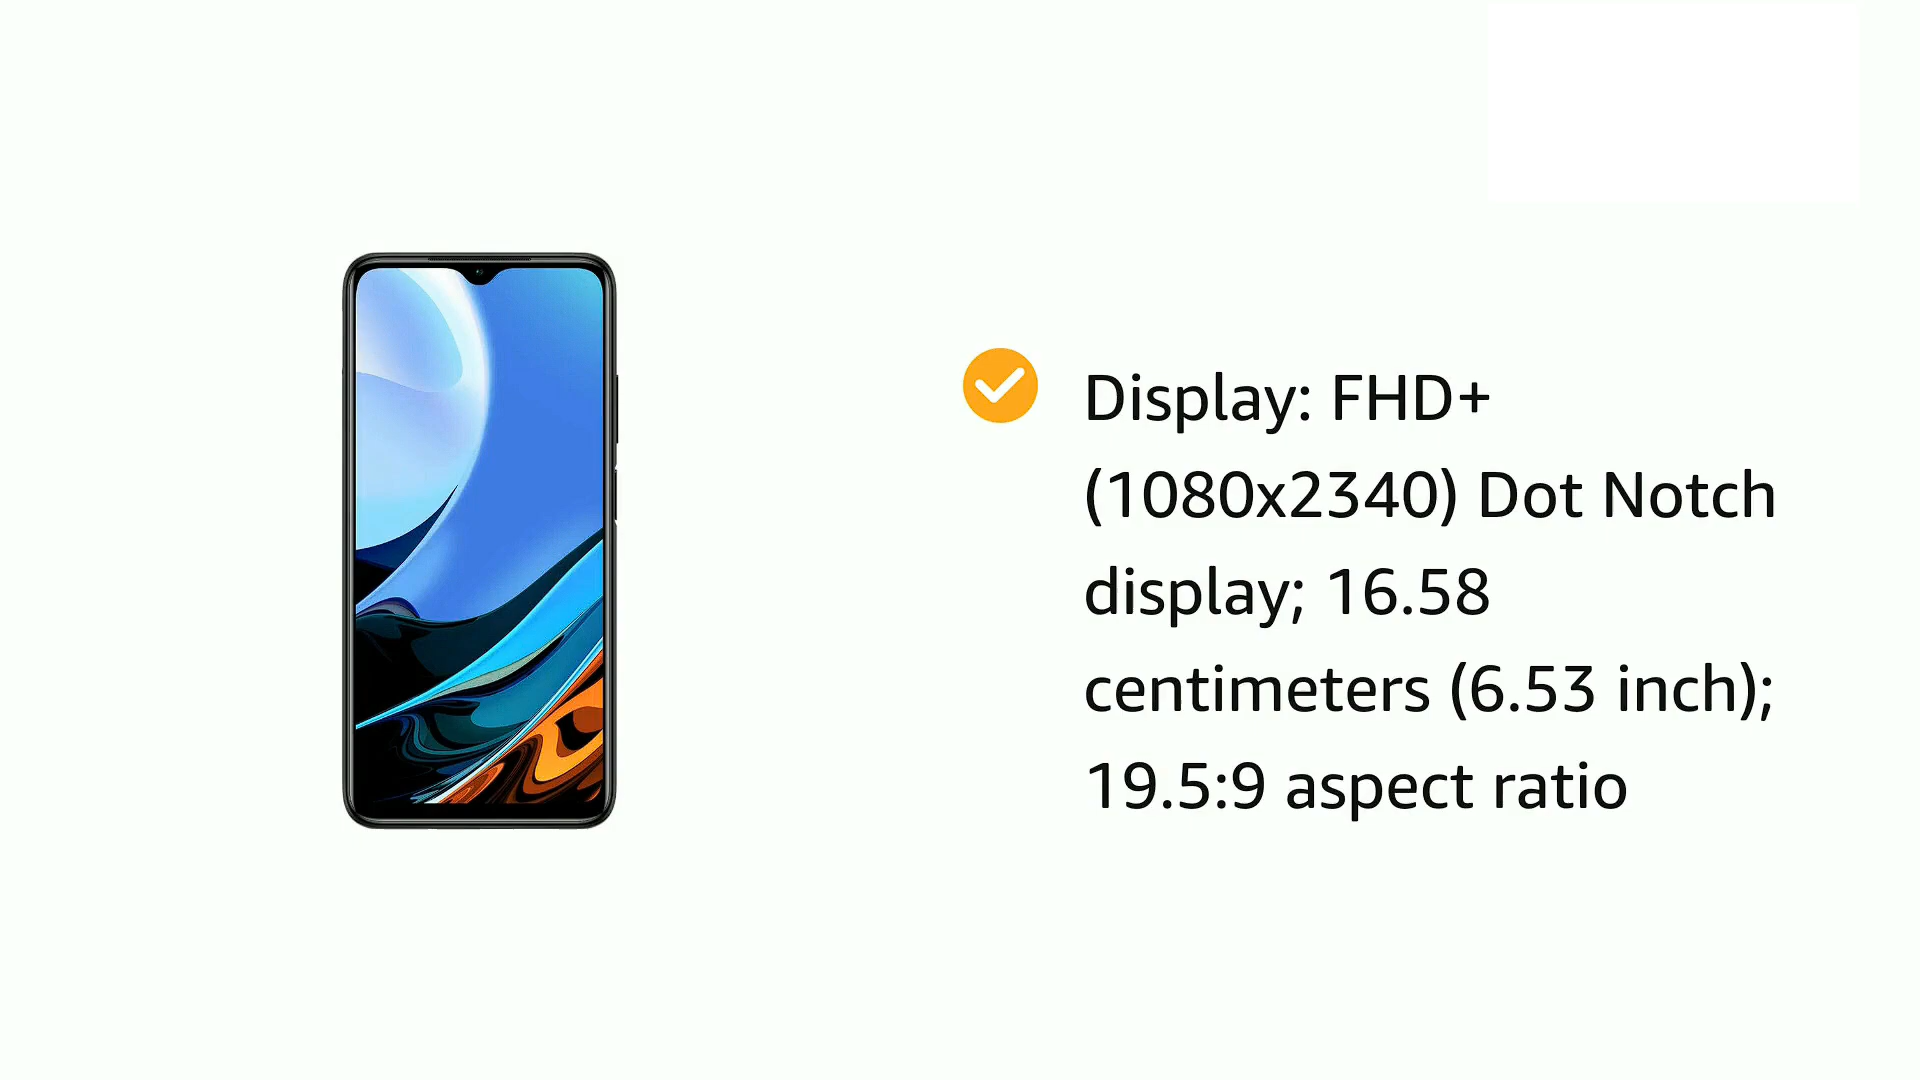 Display: FHD+
(1080x2340) Dot Notch
display; 16.58
centimeters (6.53 inch);
19.5:9 aspect ratio